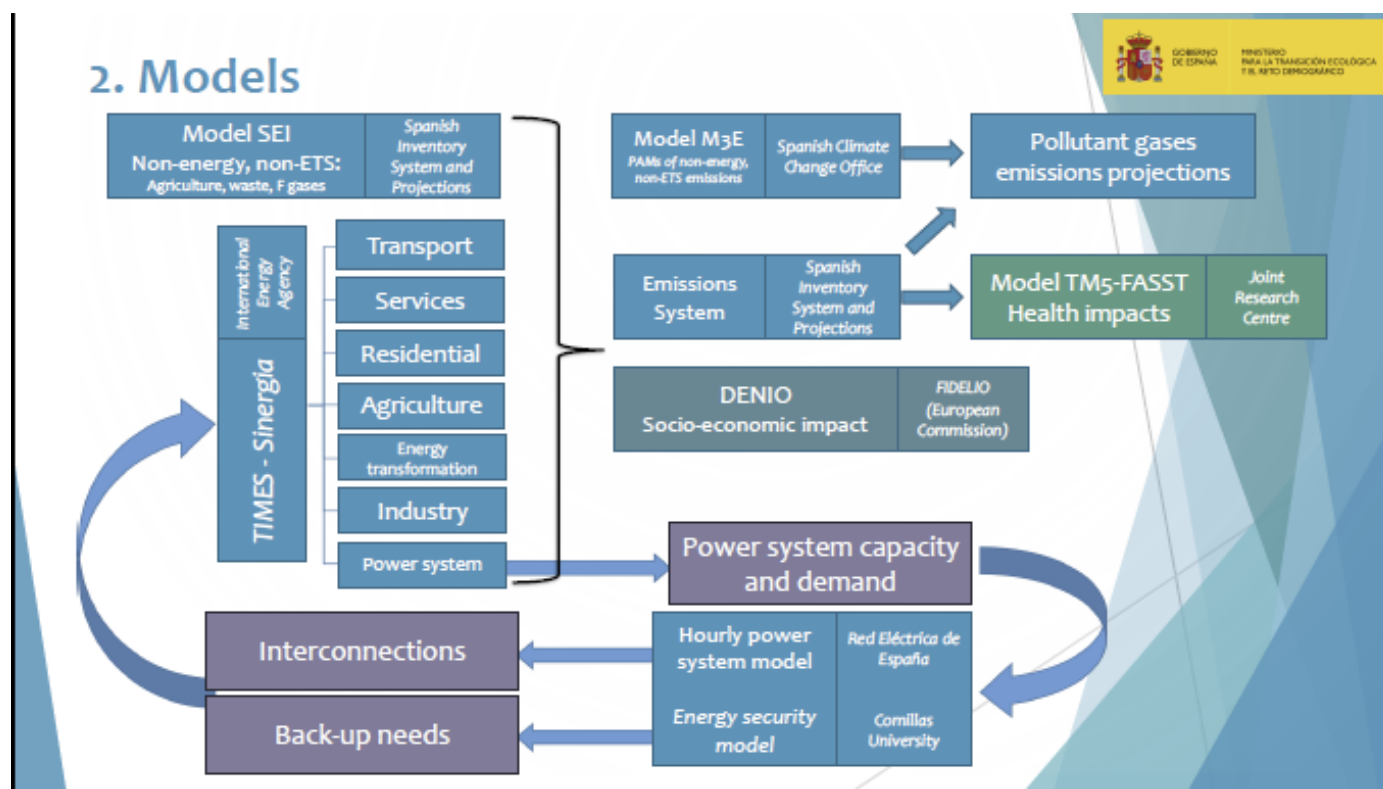 GOBIERNO
DE ESPAÑA
MINISTERIO
PARA LA TRANSICIÓN ECOLÓGICA
Y EL RETO DEMOGRÁFICO
2. Models
Model SEI
Non-energy, non-ETS:
Agriculture, waste, F gases
Spanish
Inventory
System and
Projections
Model M3E
PAMs of non-energy,
non-ETS emissions
Spanish Climate
Change Office
Pollutant gases
emissions projections
International
Energy
Agency
TIMES - Sinergia
Transport
Services
Residential
Agriculture
Energy
transformation
Industry
Power system
Emissions
System
Spanish
Inventory
System and
Projections
Model TM5-FASST
Health impacts
Joint
Research
Centre
DENIO
Socio-economic impact
FIDELIO
(European
Commission)
Power system capacity
and demand
Interconnections
Back-up needs
Hourly power
system model
Red Eléctrica de
España
Energy security
model
Comillas
University